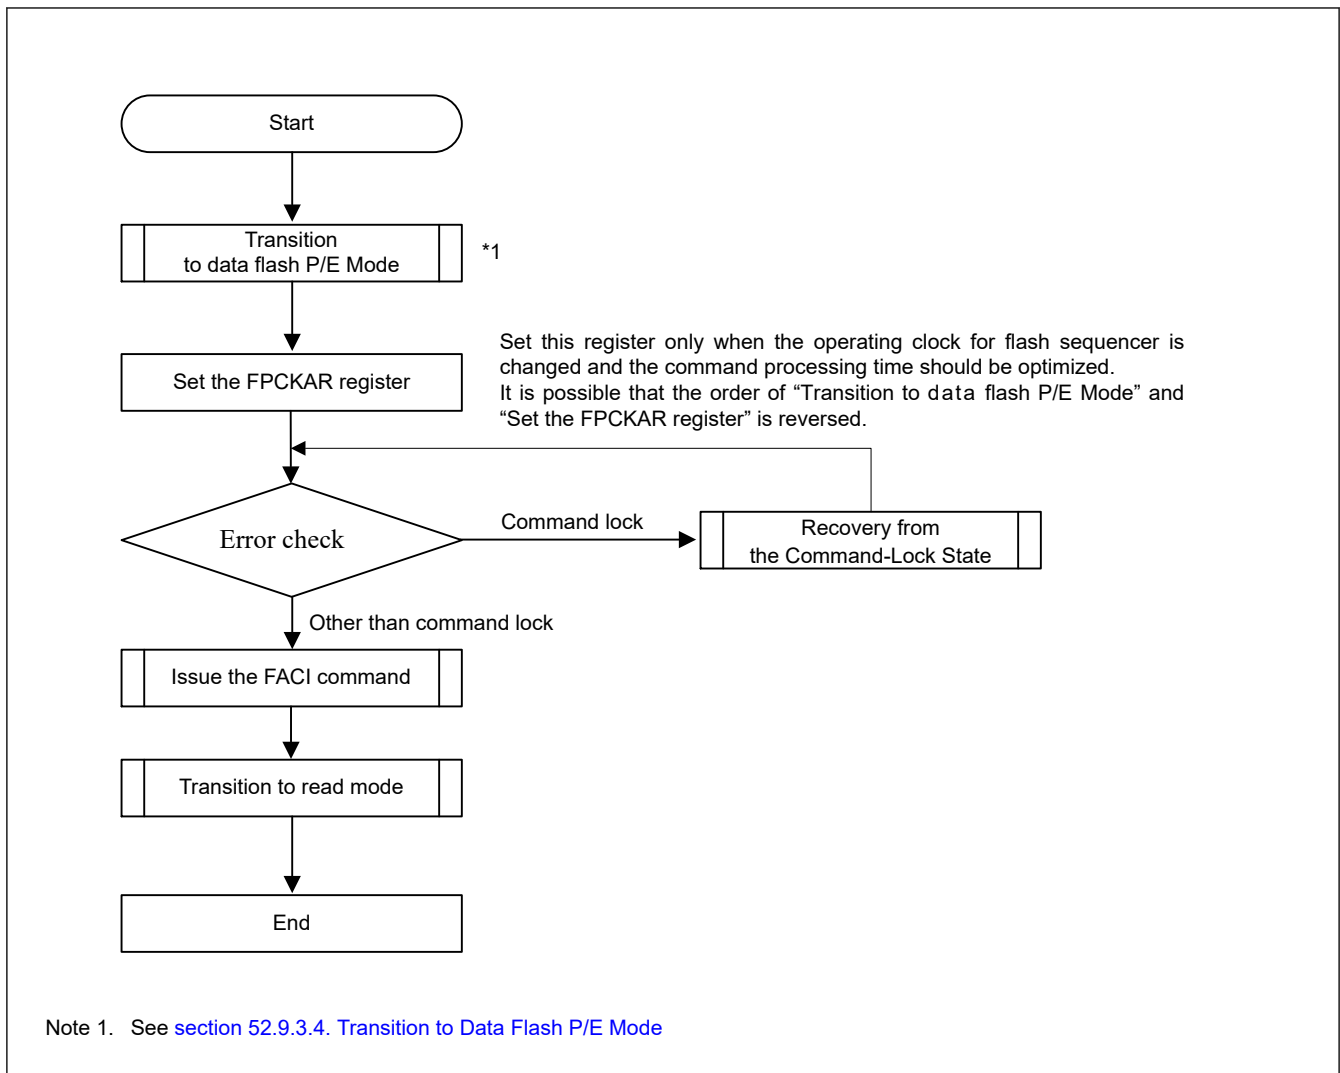 Start
Transition
to data flash P/E Mode
*1
Set the FPCKAR register
Set this register only when the operating clock for flash sequencer is
changed and the command processing time should be optimized.
It is possible that the order of “Transition to data flash P/E Mode” and
“Set the FPCKAR register” is reversed.
Error check
Command lock
Recovery from
the Command-Lock State
Other than command lock
Issue the FACI command
Transition to read mode
End
Note 1. See section 52.9.3.4. Transition to Data Flash P/E Mode